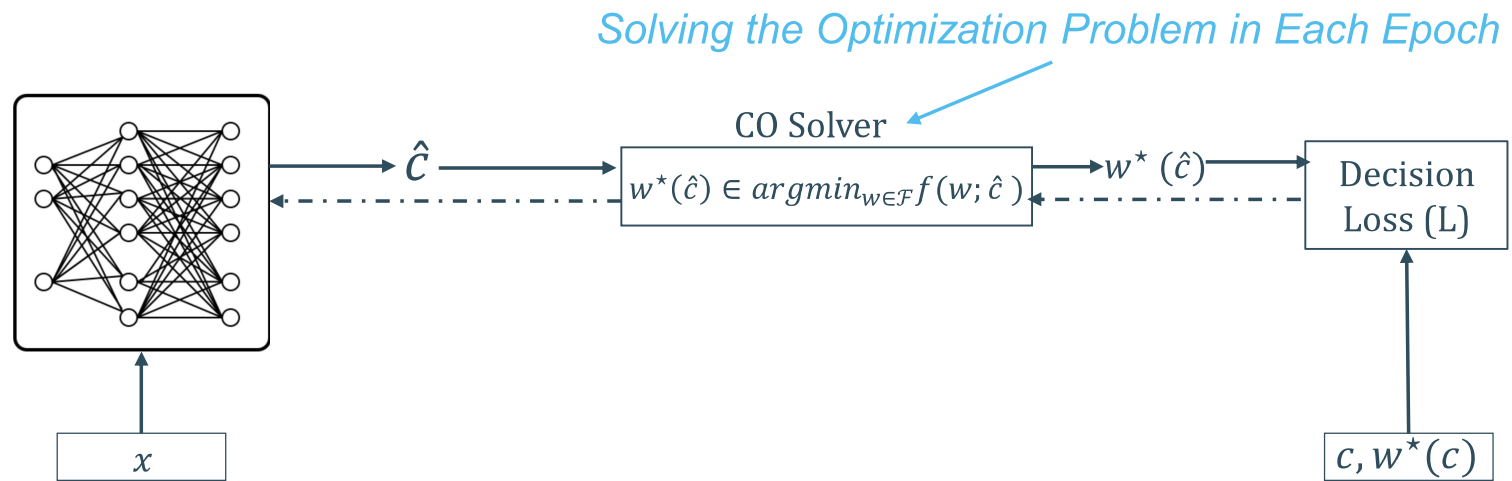 Solving the Optimization Problem in Each Epoch
CO Solver
ĉ
w⋆(ĉ) ∈ argmin_{w∈ℱ} f(w; ĉ )
w⋆ (ĉ)
Decision
Loss (L)
x
c, w⋆(c)